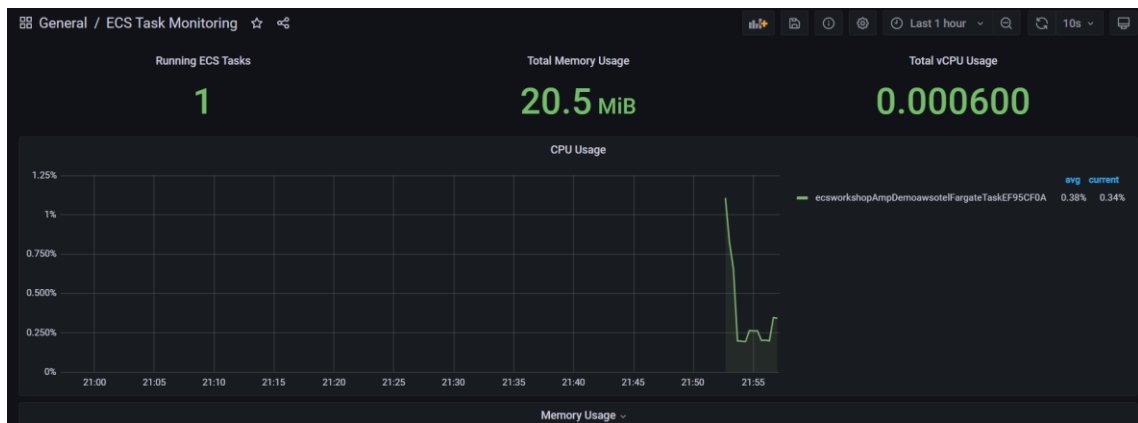 General / ECS Task Monitoring
Last 1 hour
10s
Running ECS Tasks
Total Memory Usage
Total vCPU Usage
1
20.5 MiB
0.000600
CPU Usage
avg current
ecsworkshopAmpDemoawsotelFargateTaskEF95CF0A 0.38% 0.34%
1.25%
1%
0.750%
0.500%
0.250%
0%
21:00 21:05 21:10 21:15 21:20 21:25 21:30 21:35 21:40 21:45 21:50 21:55
Memory Usage